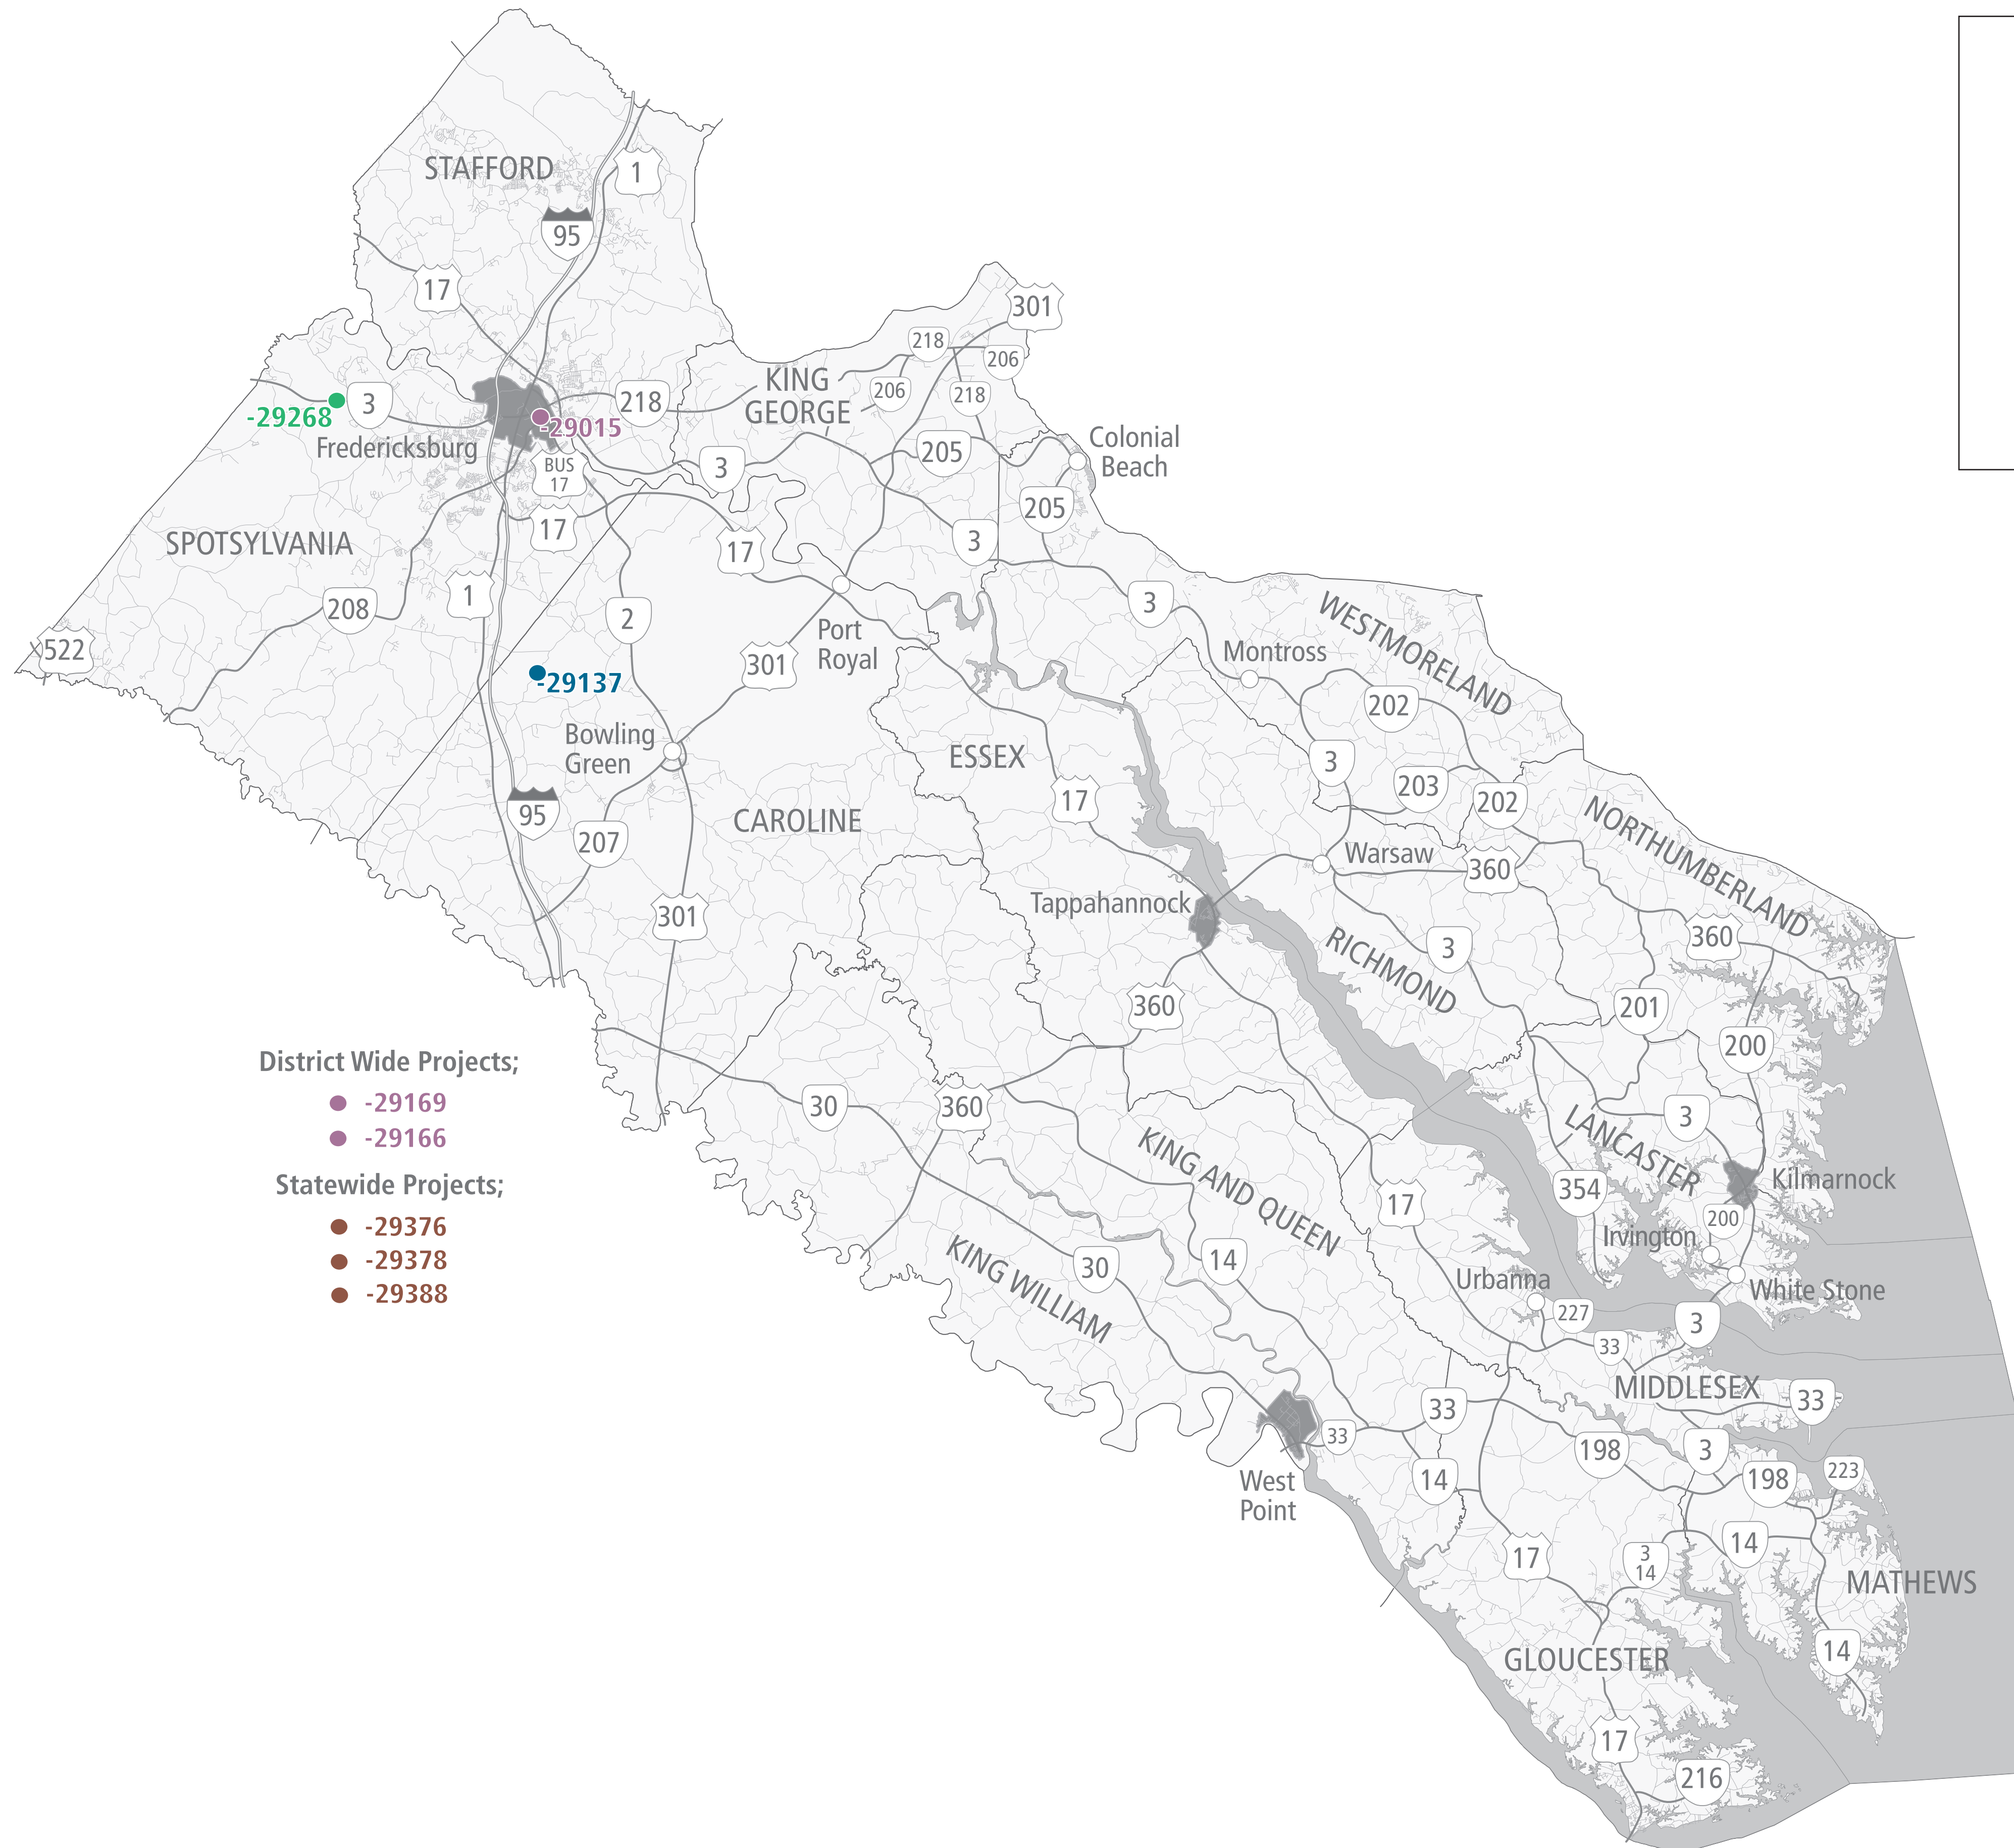 STAFFORD
1
95
17
301
218
206
KING
GEORGE
206
218
-29268
3
218
-29015
Fredericksburg
Colonial
Beach
205
BUS
17
3
205
17
17
3
SPOTSYLVANIA
1
208
2
3
WESTMORELAND
522
Port
Royal
301
Montross
-29137
202
Bowling
Green
ESSEX
3
203
202
17
95
CAROLINE
207
NORTHUMBERLAND
Warsaw
360
Tappahannock
301
360
3
RICHMOND
360
201
200
District Wide Projects;
-29169
-29166
Statewide Projects;
-29376
-29378
-29388
30
360
3
LANCASTER
KING AND QUEEN
354
Kilmarnock
17
200
Irvington
14
30
KING WILLIAM
Urbanna
White Stone
227
3
33
MIDDLESEX
33
33
33
198
3
West
Point
14
198
223
17
3
14
14
MATHEWS
GLOUCESTER
14
17
216